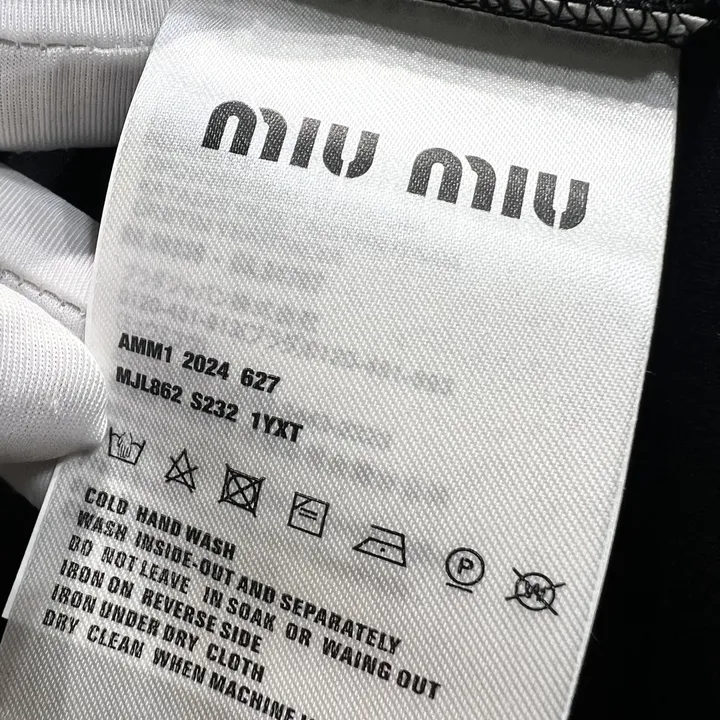 miu miu
AMM1 2024 627
MJL862 S232 1YXT
P
W
COLD HAND WASH
WASH INSIDE-OUT AND SEPARATELY
DO NOT LEAVE IN SOAK OR WAING OUT
IRON ON REVERSE SIDE
IRON UNDER DRY CLOTH
DRY CLEAN WHEN MACHINE